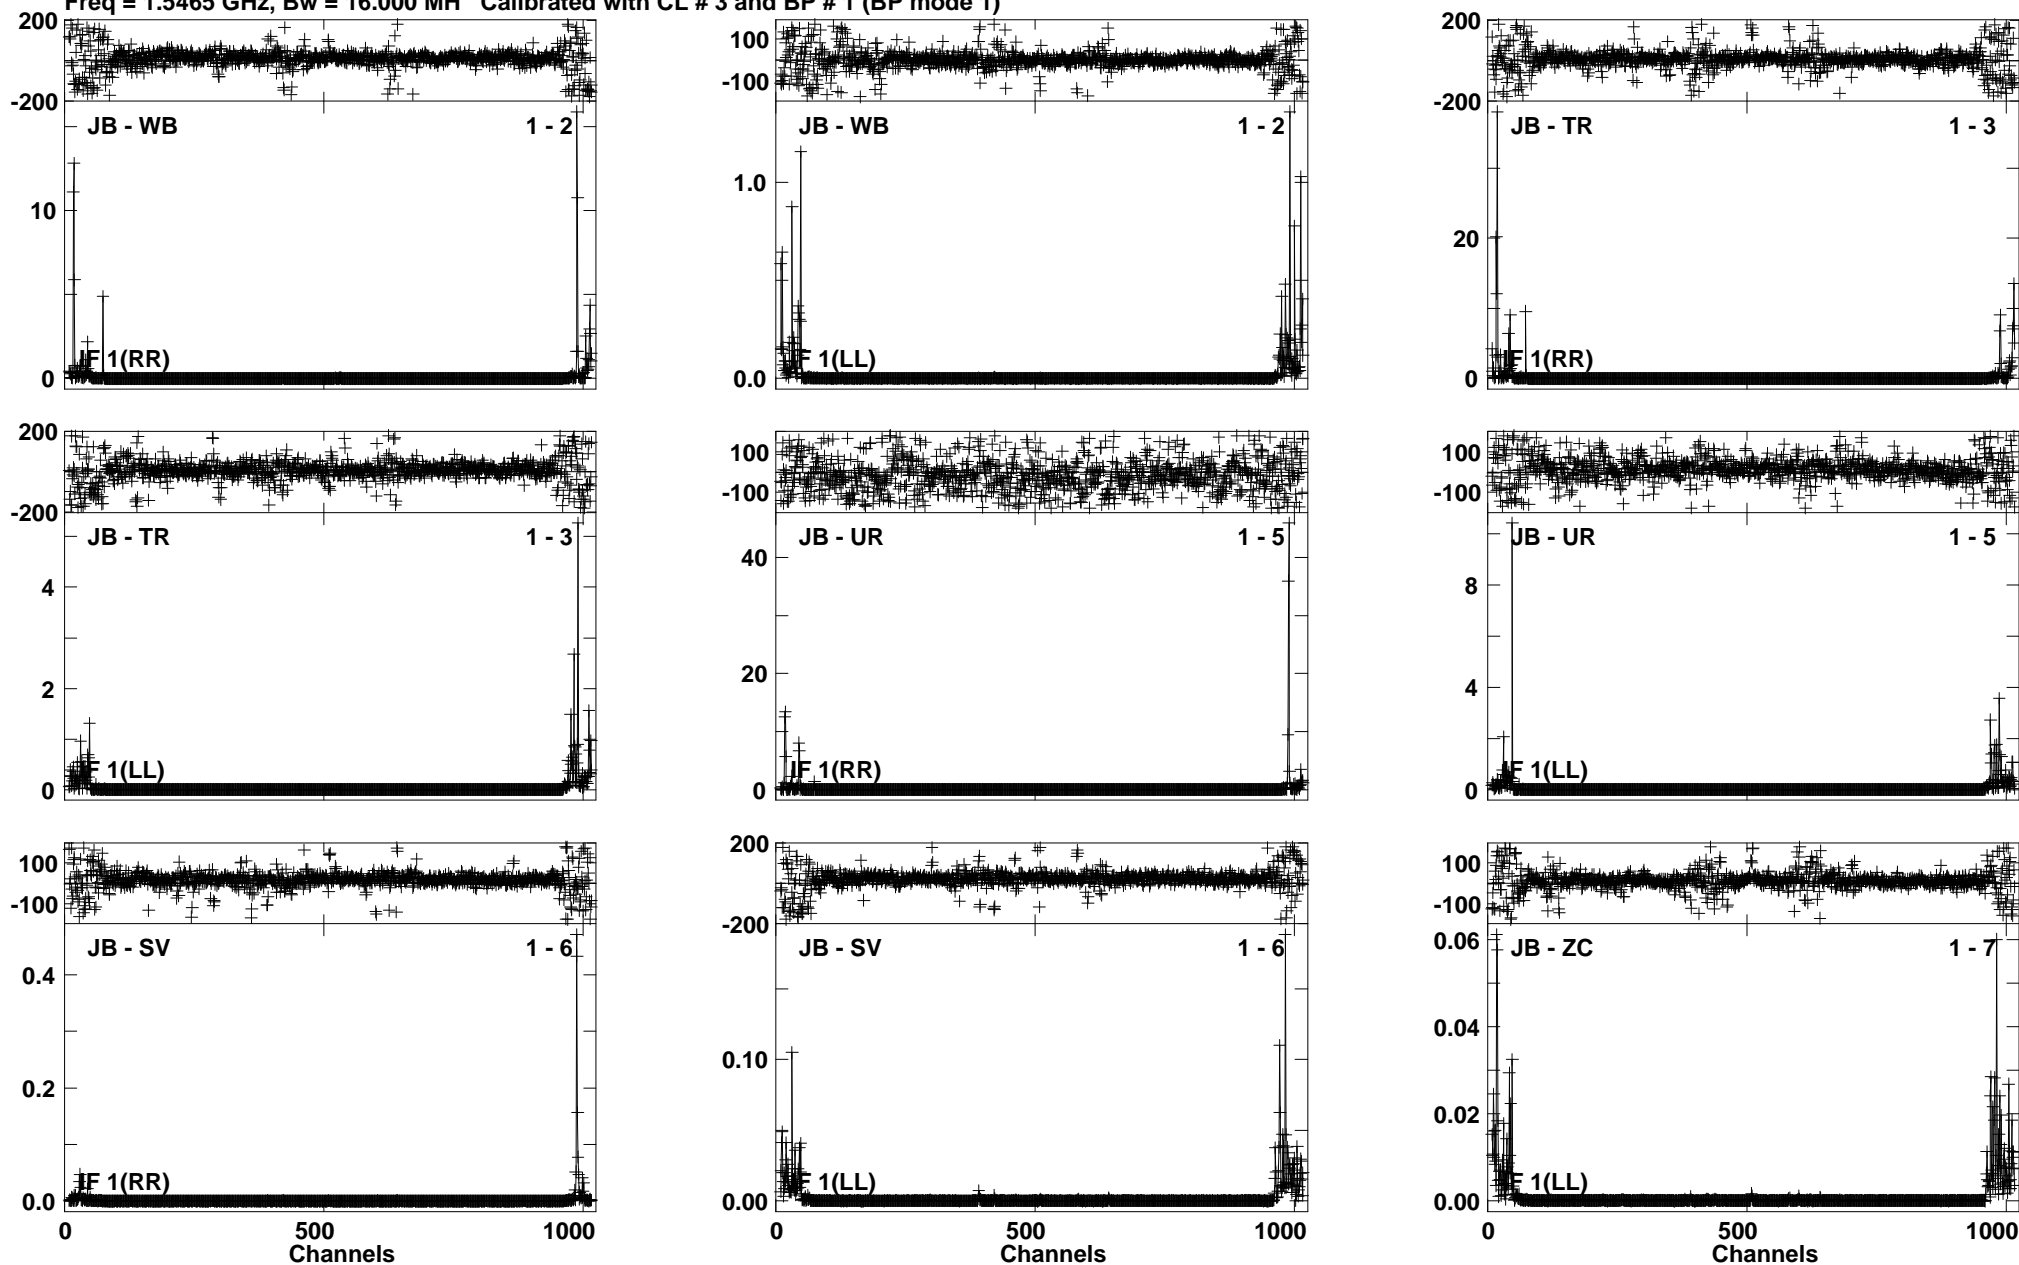 Freq = 1.5465 GHz, Bw = 16.000 MH Calibrated with CL # 3 and BP # 1 (BP mode 1)
200
-200
JB - WB
1 - 2
10
0
IF 1(RR)
100
-100
JB - WB
1 - 2
1.0
0.0
IF 1(LL)
200
-200
JB - TR
1 - 3
20
0
IF 1(RR)
200
-200
JB - TR
1 - 3
4
2
0
IF 1(LL)
100
-100
JB - UR
1 - 5
40
20
0
IF 1(RR)
100
-100
JB - UR
1 - 5
8
4
0
IF 1(LL)
100
-100
JB - SV
1 - 6
0.4
0.2
0.0
IF 1(RR)
0 500 1000
Channels
200
-200
JB - SV
1 - 6
0.10
0.00
IF 1(LL)
0 500 1000
Channels
100
-100
JB - ZC
1 - 7
0.06
0.04
0.02
0.00
IF 1(LL)
0 500 1000
Channels